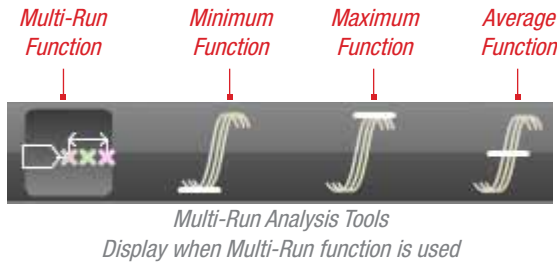 Multi-Run Minimum Maximum Average
Function Function Function Function
Multi-Run Analysis Tools
Display when Multi-Run function is used